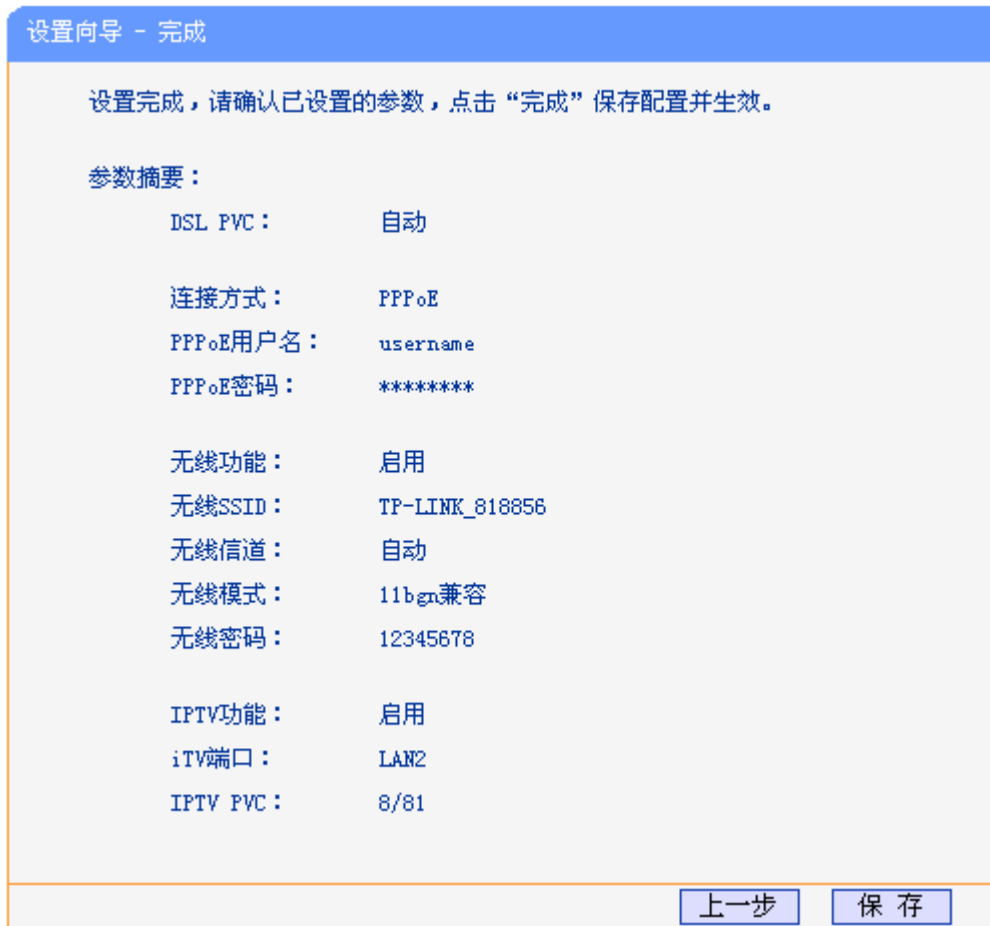 设置向导 - 完成
设置完成，请确认已设置的参数，点击“完成”保存配置并生效。
参数摘要：
DSL PVC： 自动
连接方式： PPPoE
PPPoE用户名： username
PPPoE密码： ********
无线功能： 启用
无线SSID： TP-LINK_818856
无线信道： 自动
无线模式： 11bgn兼容
无线密码： 12345678
IPTV功能： 启用
iTV端口： LAN2
IPTV PVC： 8/81
上一步 保 存